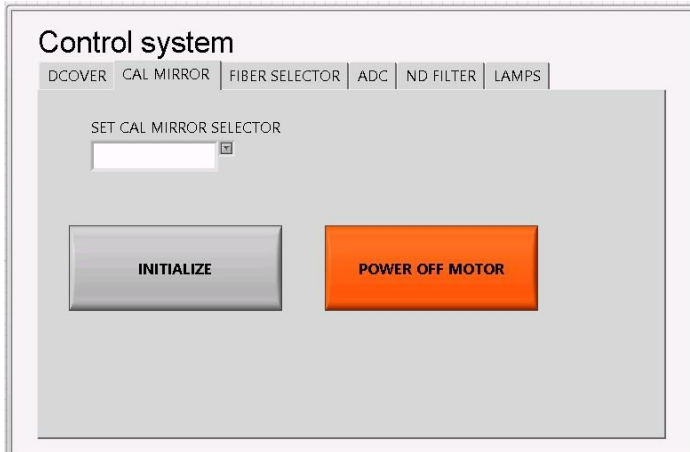 Control system
DCOVER CAL MIRROR FIBER SELECTOR ADC ND FILTER LAMPS
SET CAL MIRROR SELECTOR
INITIALIZE POWER OFF MOTOR